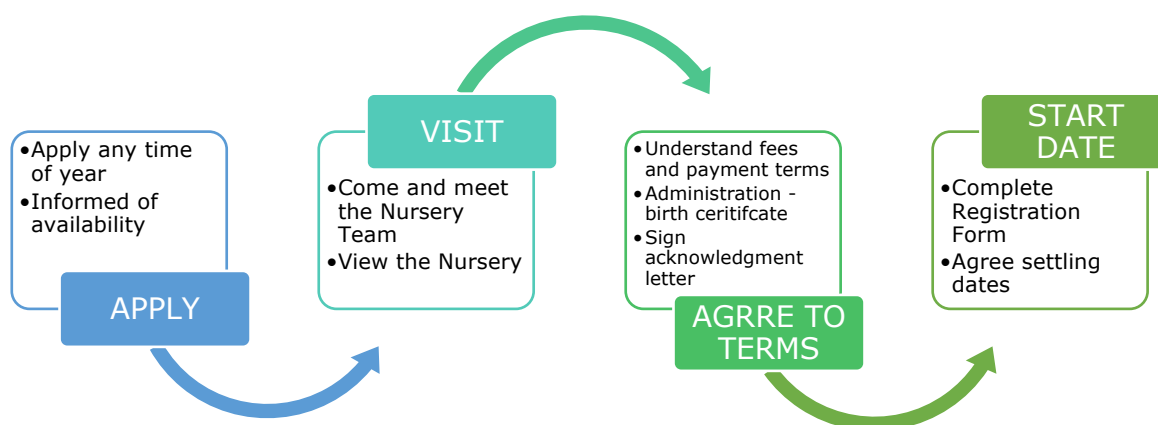 •Apply any time
of year
•Informed of
availability
APPLY
VISIT
•Come and meet
the Nursery
Team
•View the Nursery
•Understand fees
and payment terms
•Administration -
birth ceritifcate
•Sign
acknowledgment
letter
AGRRE TO
TERMS
START
DATE
•Complete
Registration
Form
•Agree settling
dates